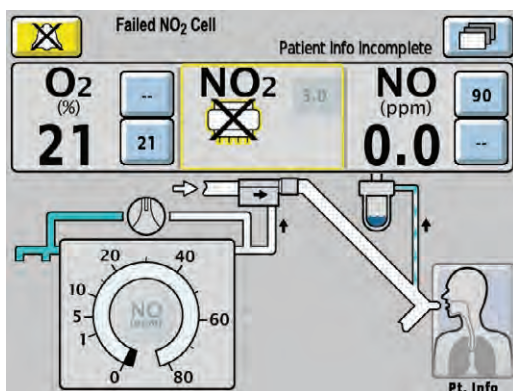 Failed NO₂ Cell
Patient Info Incomplete
O₂
(%)
21
--
21
NO₂
3.0
NO
(ppm)
0.0
90
--
20
40
10
5
1
60
0
80
NO
(ppm)
Pt. Info